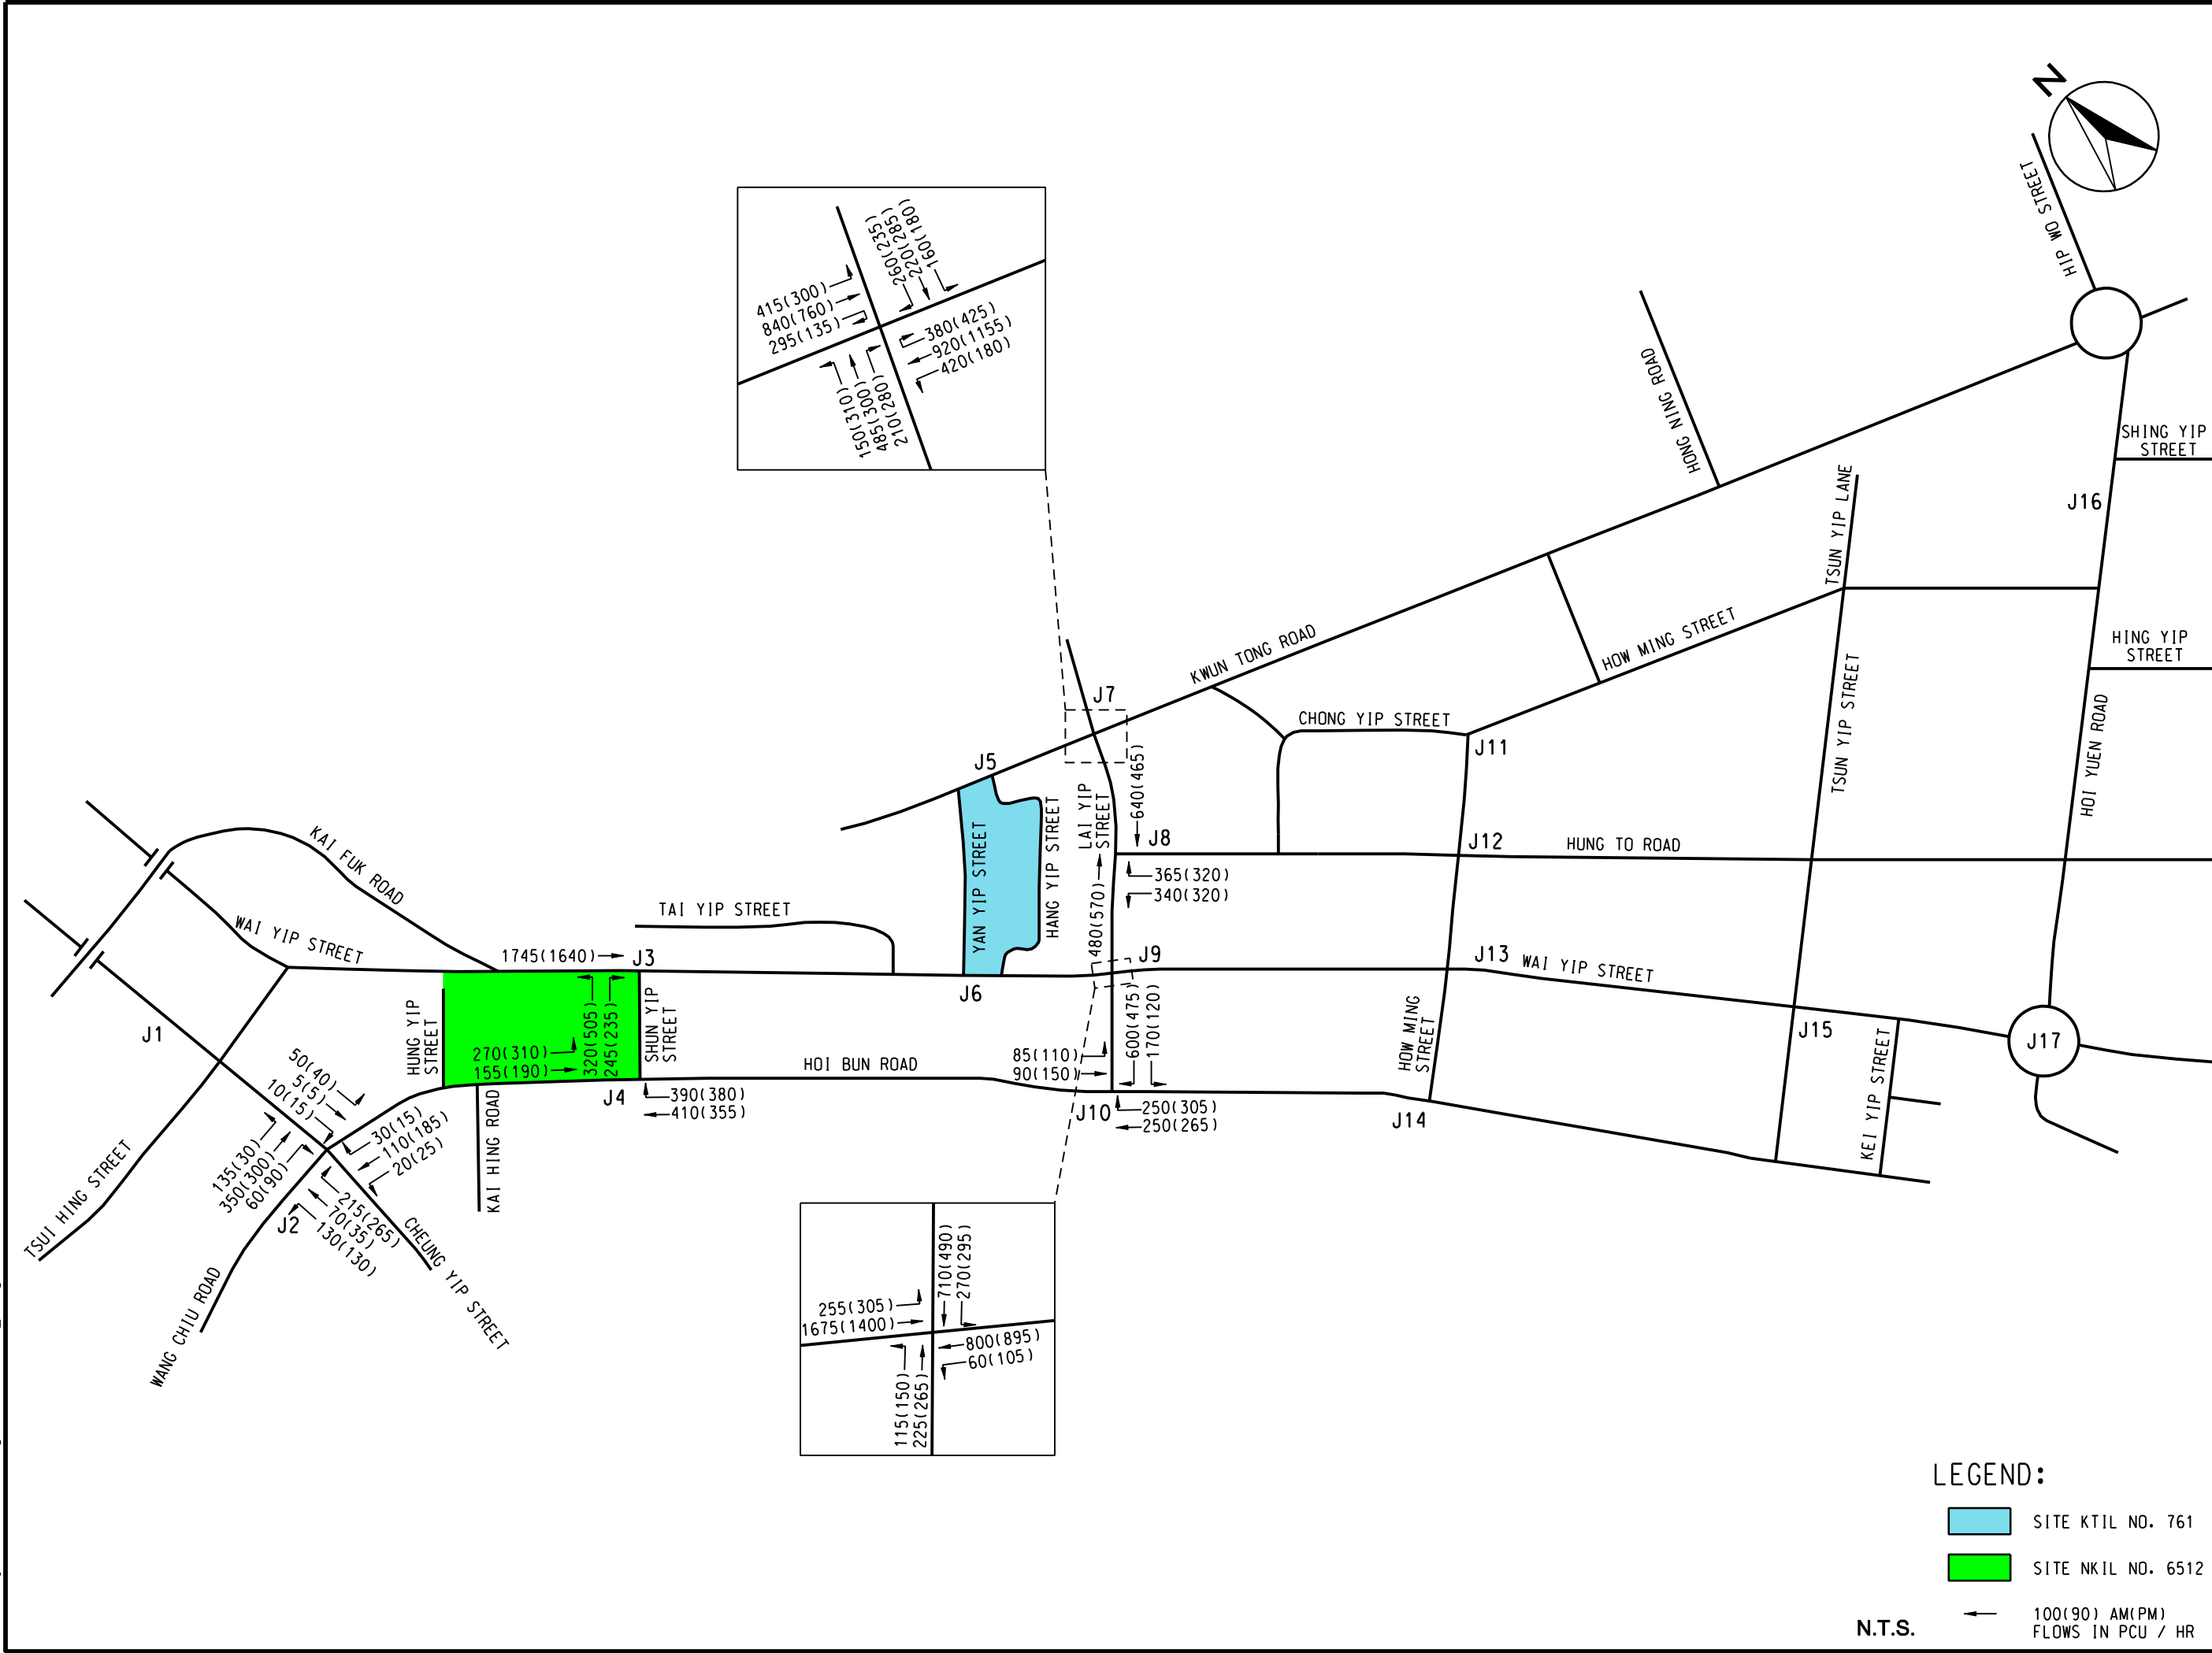 N
HIP WO STREET
260(235)
220(285)
160(180)
415(300)
840(760)
295(135)
380(425)
920(1155)
420(180)
150(310)
485(300)
210(280)
HONG NING ROAD
TSUN YIP LANE
SHING YIP
STREET
J16
HOW MING STREET
HING YIP
STREET
KWUN TONG ROAD
J7
CHONG YIP STREET
J11
TSUN YIP STREET
HOI YUEN ROAD
J5
640(465)
LAI YIP
STREET
J8
J12
HUNG TO ROAD
KAI FUK ROAD
YAN YIP STREET
HANG YIP STREET
365(320)
340(320)
480(570)
TAI YIP STREET
WAI YIP STREET
1745(1640)
J3
J9
J13
WAI YIP STREET
J6
HUNG YIP
STREET
320(505)
245(235)
SHUN YIP
STREET
600(475)
170(120)
HOW MING
STREET
J15
J17
J1
270(310)
155(190)
HOI BUN ROAD
85(110)
90(150)
KEI YIP STREET
50(40)
5(5)
10(15)
J4
390(380)
410(355)
J10
250(305)
250(265)
J14
KAI HING ROAD
30(15)
110(185)
20(25)
135(30)
350(300)
60(90)
TSUI HING STREET
J2
215(265)
70(35)
130(130)
CHEUNG YIP STREET
WANG CHIU ROAD
710(490)
270(295)
255(305)
1675(1400)
800(895)
60(105)
115(150)
225(265)
LEGEND:
SITE KTIL NO. 761
SITE NKIL NO. 6512
100(90) AM(PM)
FLOWS IN PCU / HR
N.T.S.